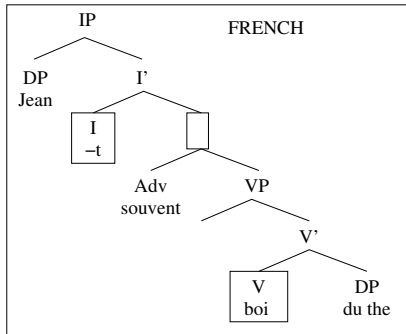 IP
FRENCH
DP
Jean
I'
I
–t
Adv
souvent
VP
V'
V
boi
DP
du the